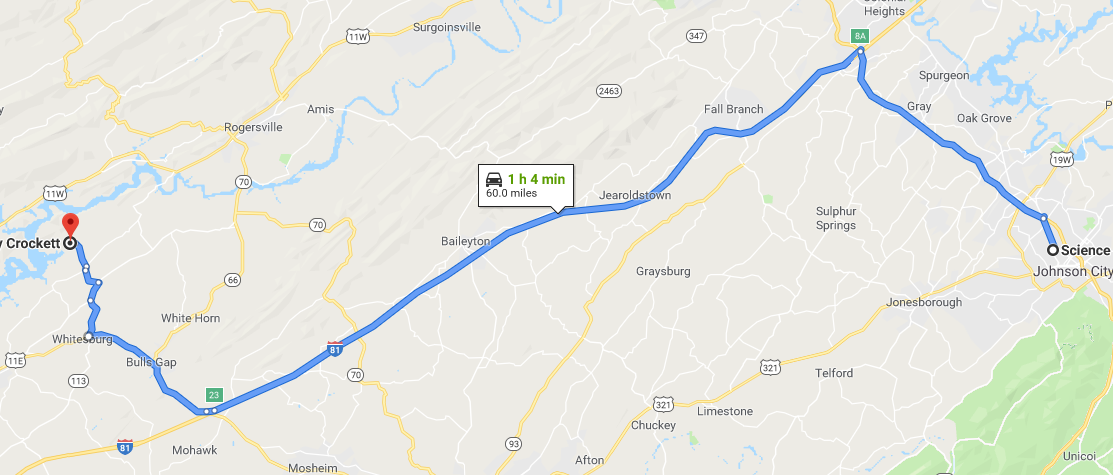 Colonial
Heights
Surgoinsville
11W
347
8A
Spurgeon
2463
Fall Branch
Gray
Amis
Oak Grove
Rogersville
P
19W
1 h 4 min
60.0 miles
70
11W
Jearoldstown
Sulphur
Springs
70
y Crockett
Baileyton
Science
Graysburg
Johnson City
66
Jonesborough
White Horn
Whitesburg
81
11E
Bulls Gap
321
Telford
70
113
23
321
Limestone
Chuckey
81
Mohawk
93
Unicoi
Afton
Mosheim